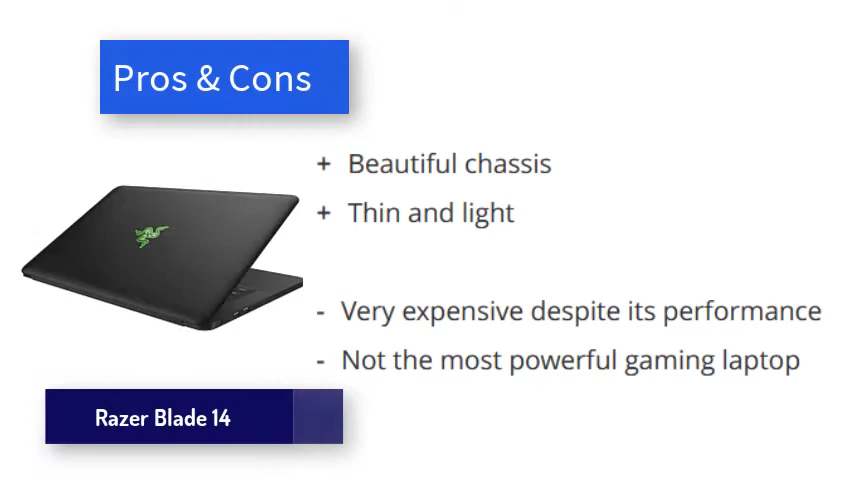 Pros & Cons
+ Beautiful chassis
+ Thin and light
- Very expensive despite its performance
- Not the most powerful gaming laptop
Razer Blade 14